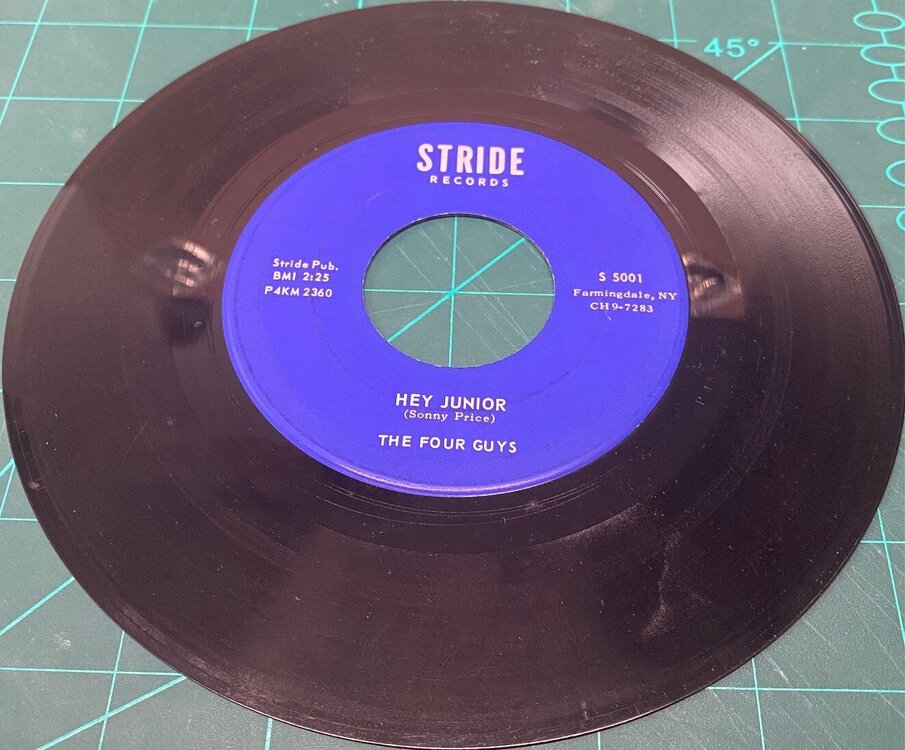 45°
STRIDE
RECORDS
Stride Pub.
BMI 2:25
P4KM 2360
S 5001
Farmingdale, NY
CH 9-7283
HEY JUNIOR
(Sonny Price)
THE FOUR GUYS